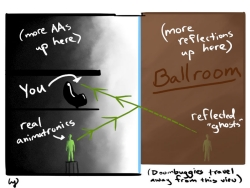 (more AAs
up here)
(more
reflections
up here)
Ballroom
You
real
animatronics
reflected
"ghosts"
(Doombuggies travel
away from this view)